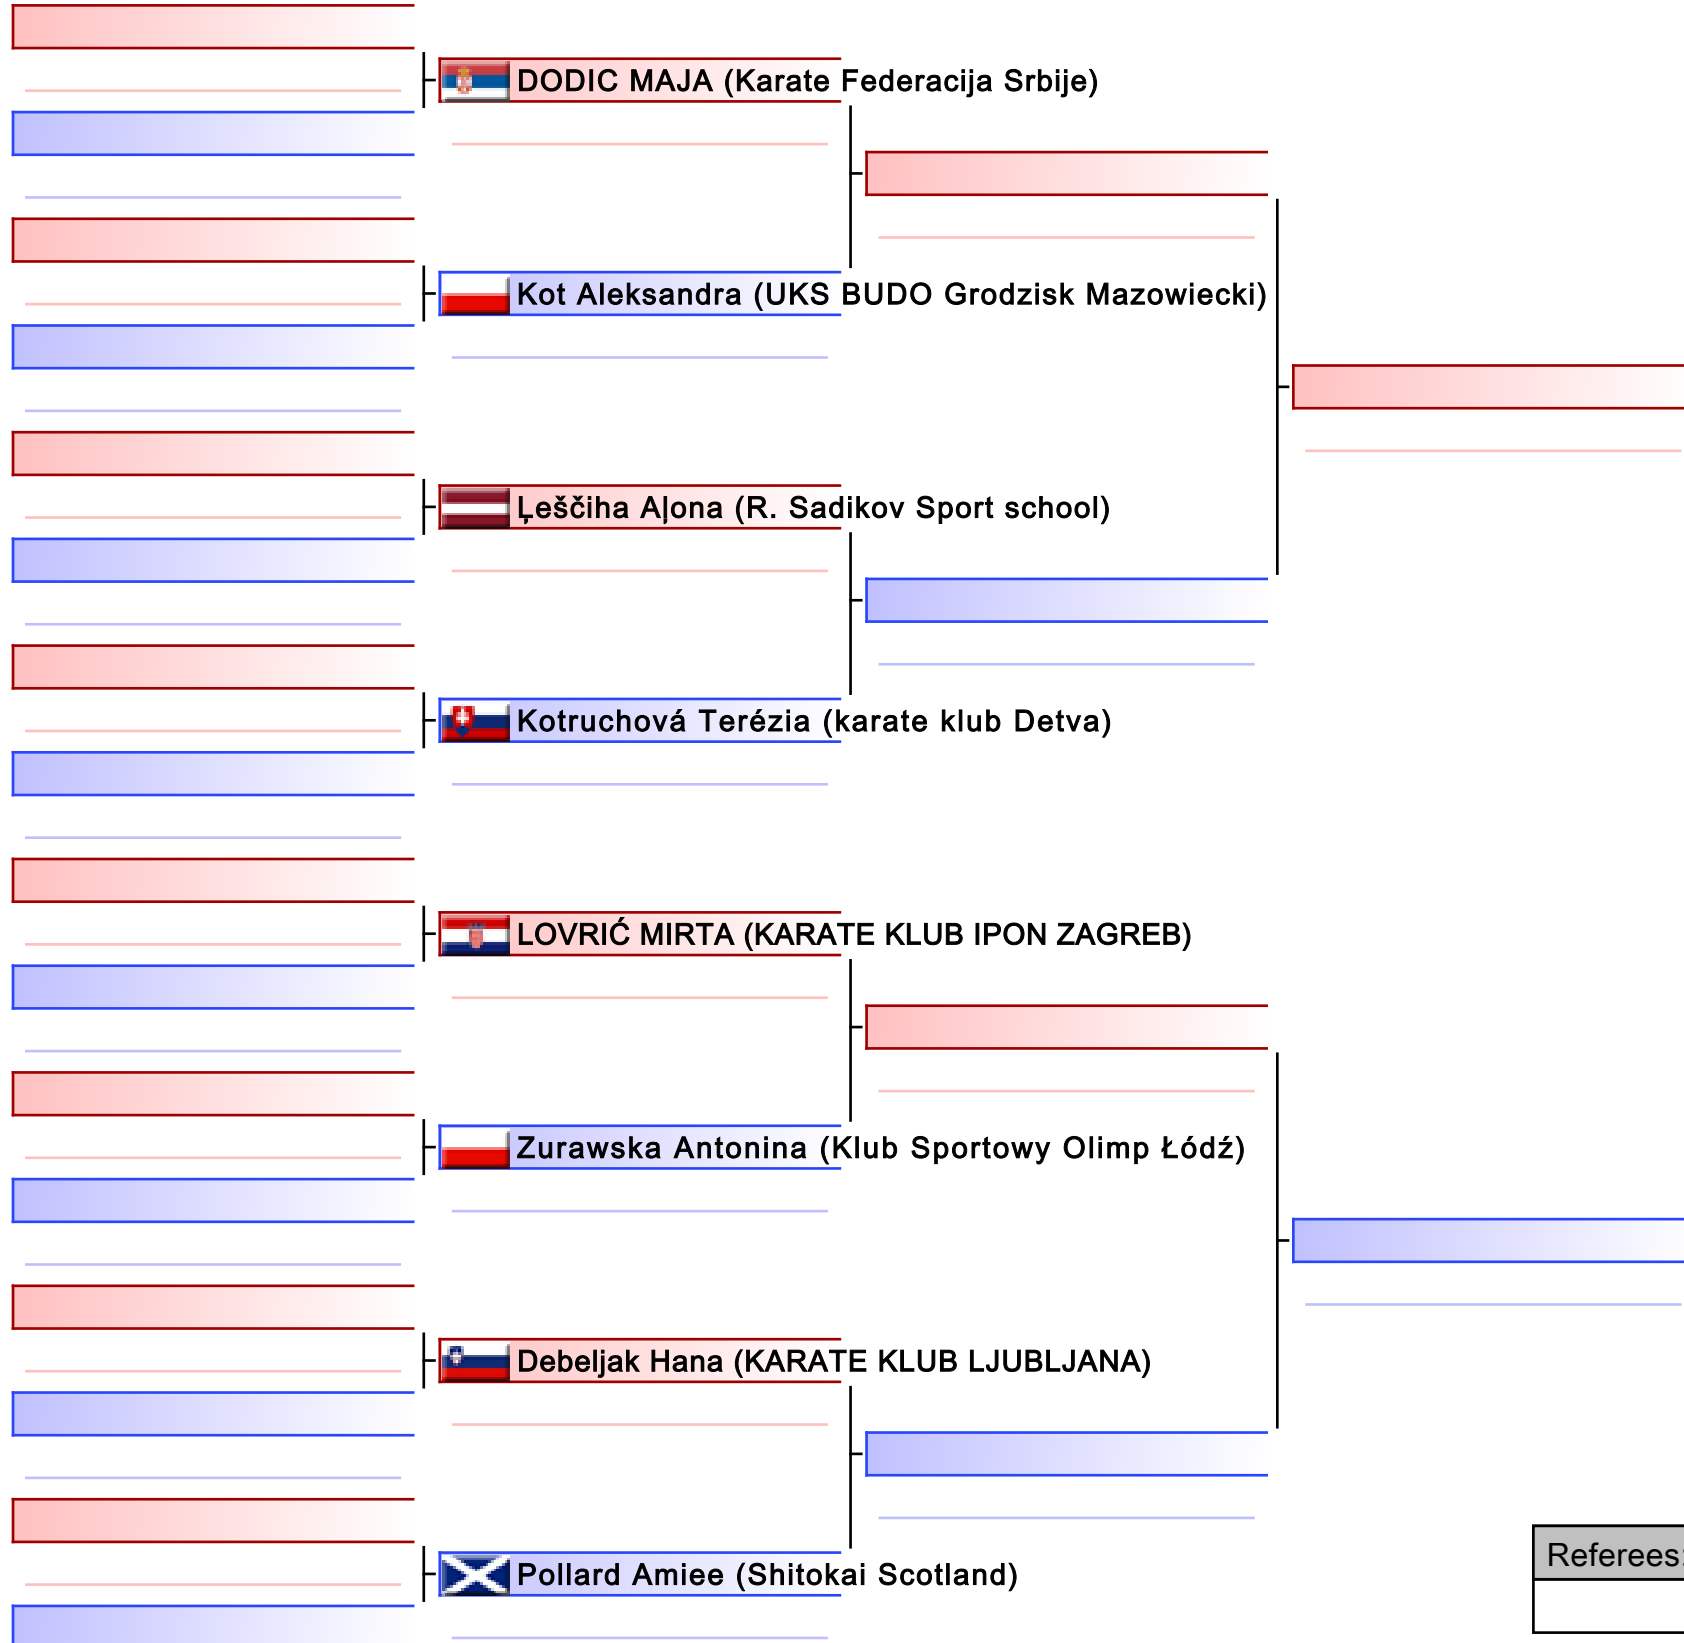 DODIC MAJA (Karate Federacija Srbije)
Kot Aleksandra (UKS BUDO Grodzisk Mazowiecki)
Ļeščiha Aļona (R. Sadikov Sport school)
Kotruchová Terézia (karate klub Detva)
LOVRIĆ MIRTA (KARATE KLUB IPON ZAGREB)
Zurawska Antonina (Klub Sportowy Olimp Łódź)
Debeljak Hana (KARATE KLUB LJUBLJANA)
Referees:
Pollard Amiee (Shitokai Scotland)